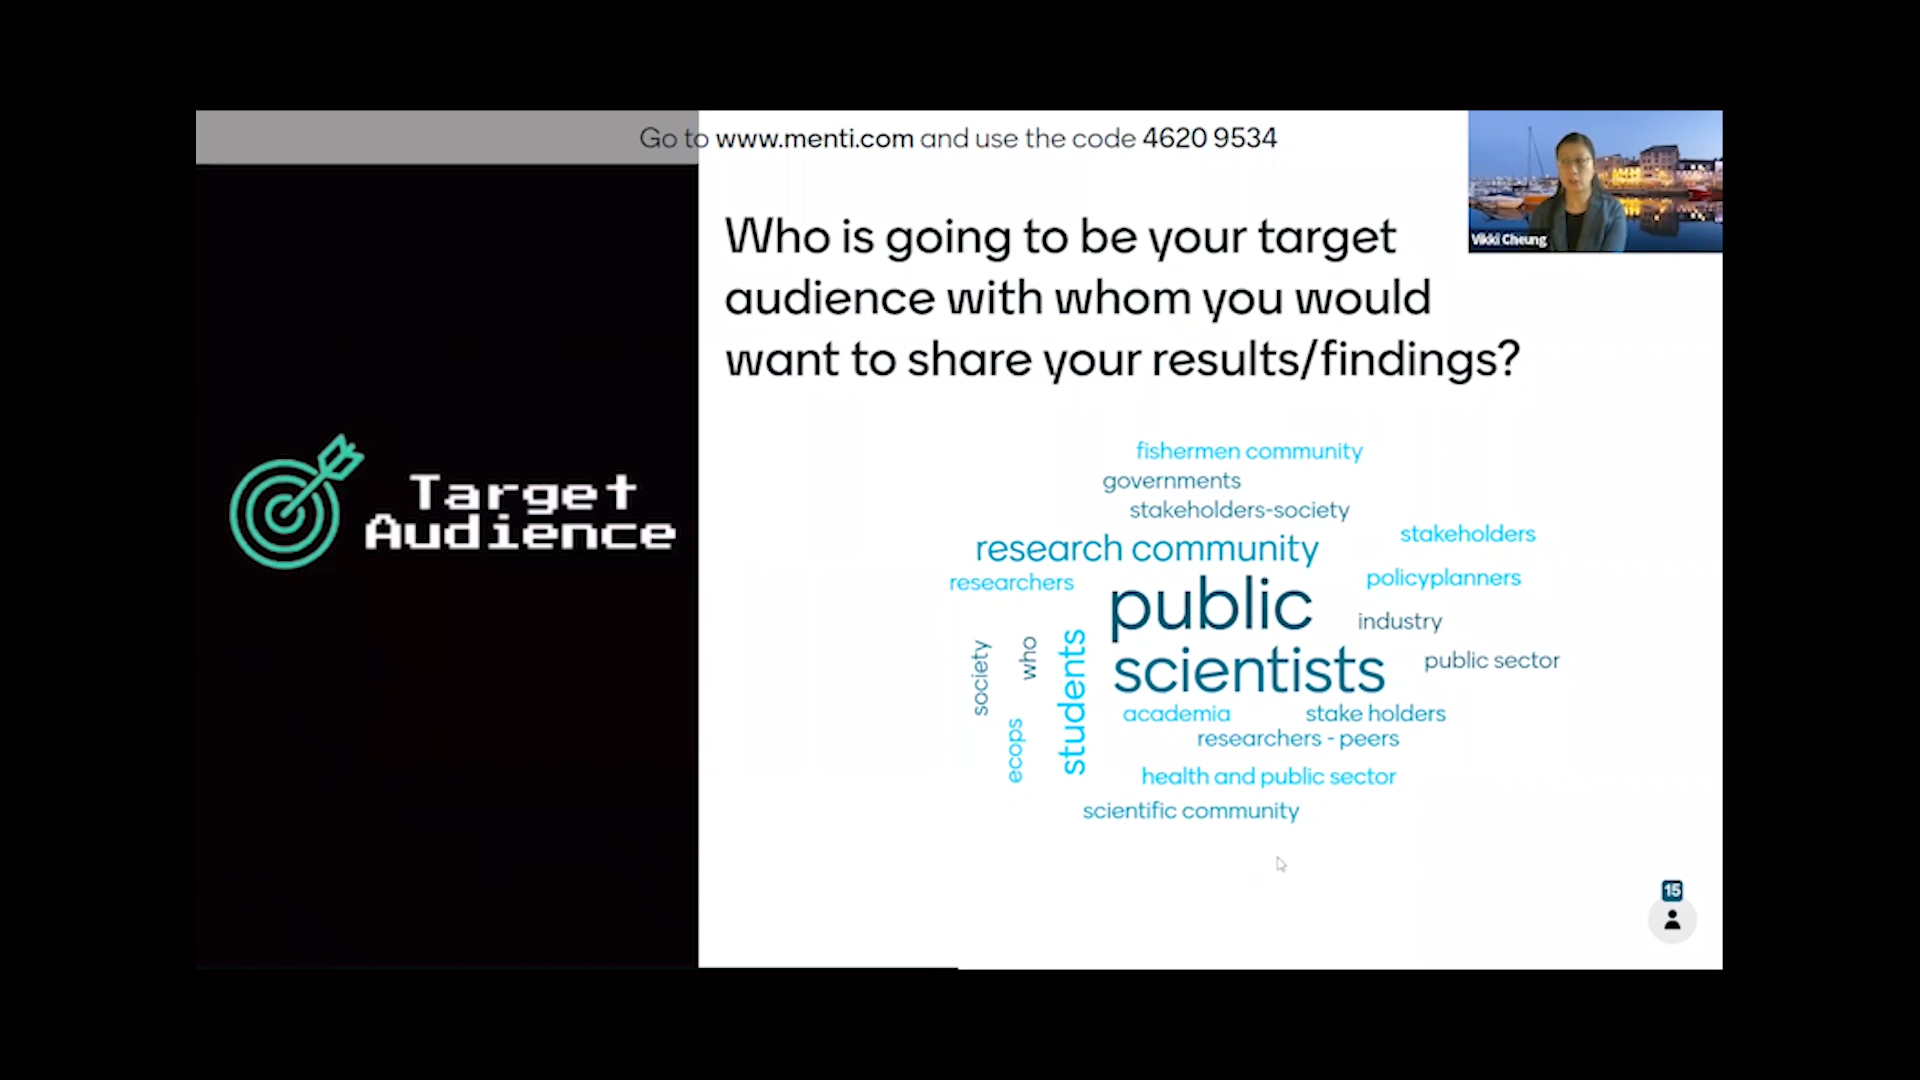 Go to www.menti.com and use the code 4620 9534
Vikki Cheung
Who is going to be your target
audience with whom you would
want to share your results/findings?
Target
Audience
fishermen community
governments
stakeholders-society
stakeholders
research community
researchers
policyplanners
public
industry
society
who
students
scientists
public sector
ecops
academia
stake holders
researchers - peers
health and public sector
scientific community
15